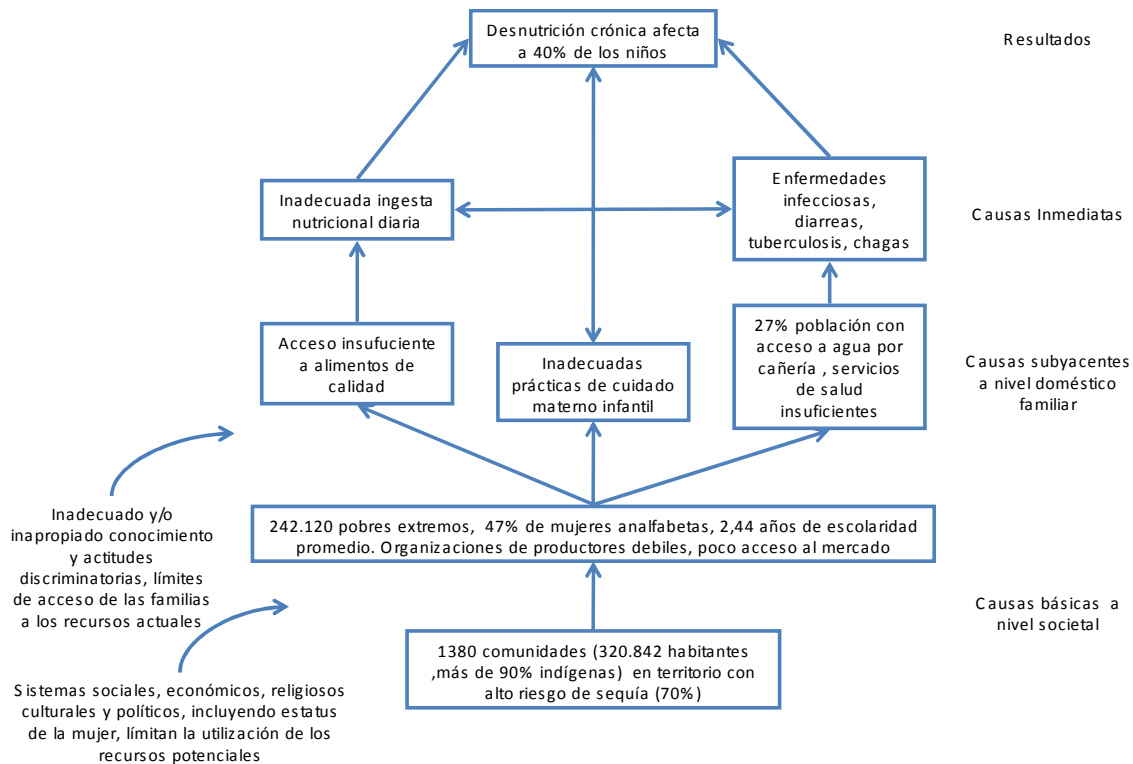 Desnutrición crónica afecta
a 40% de los niños
Resultados
Inadecuada ingesta
nutricional diaria
Enfermedades
infecciosas,
diarreas,
tuberculosis, chagas
Causas Inmediatas
Acceso insufuciente
a alimentos de
calidad
Inadecuadas
prácticas de cuidado
materno infantil
27% población con
acceso a agua por
cañería , servicios
de salud
insuficientes
Causas subyacentes
a nivel doméstico
familiar
Inadecuado y/o
inapropiado conocimiento
y actitudes
discriminatorias, límites
de acceso de las familias
a los recursos actuales
242.120 pobres extremos, 47% de mujeres analfabetas, 2,44 años de escolaridad
promedio. Organizaciones de productores debiles, poco acceso al mercado
Causas básicas a
nivel societal
1380 comunidades (320.842 habitantes
,más de 90% indígenas) en territorio con
alto riesgo de sequía (70%)
Sistemas sociales, económicos, religiosos
culturales y políticos, incluyendo estatus
de la mujer, límitan la utilización de los
recursos potenciales